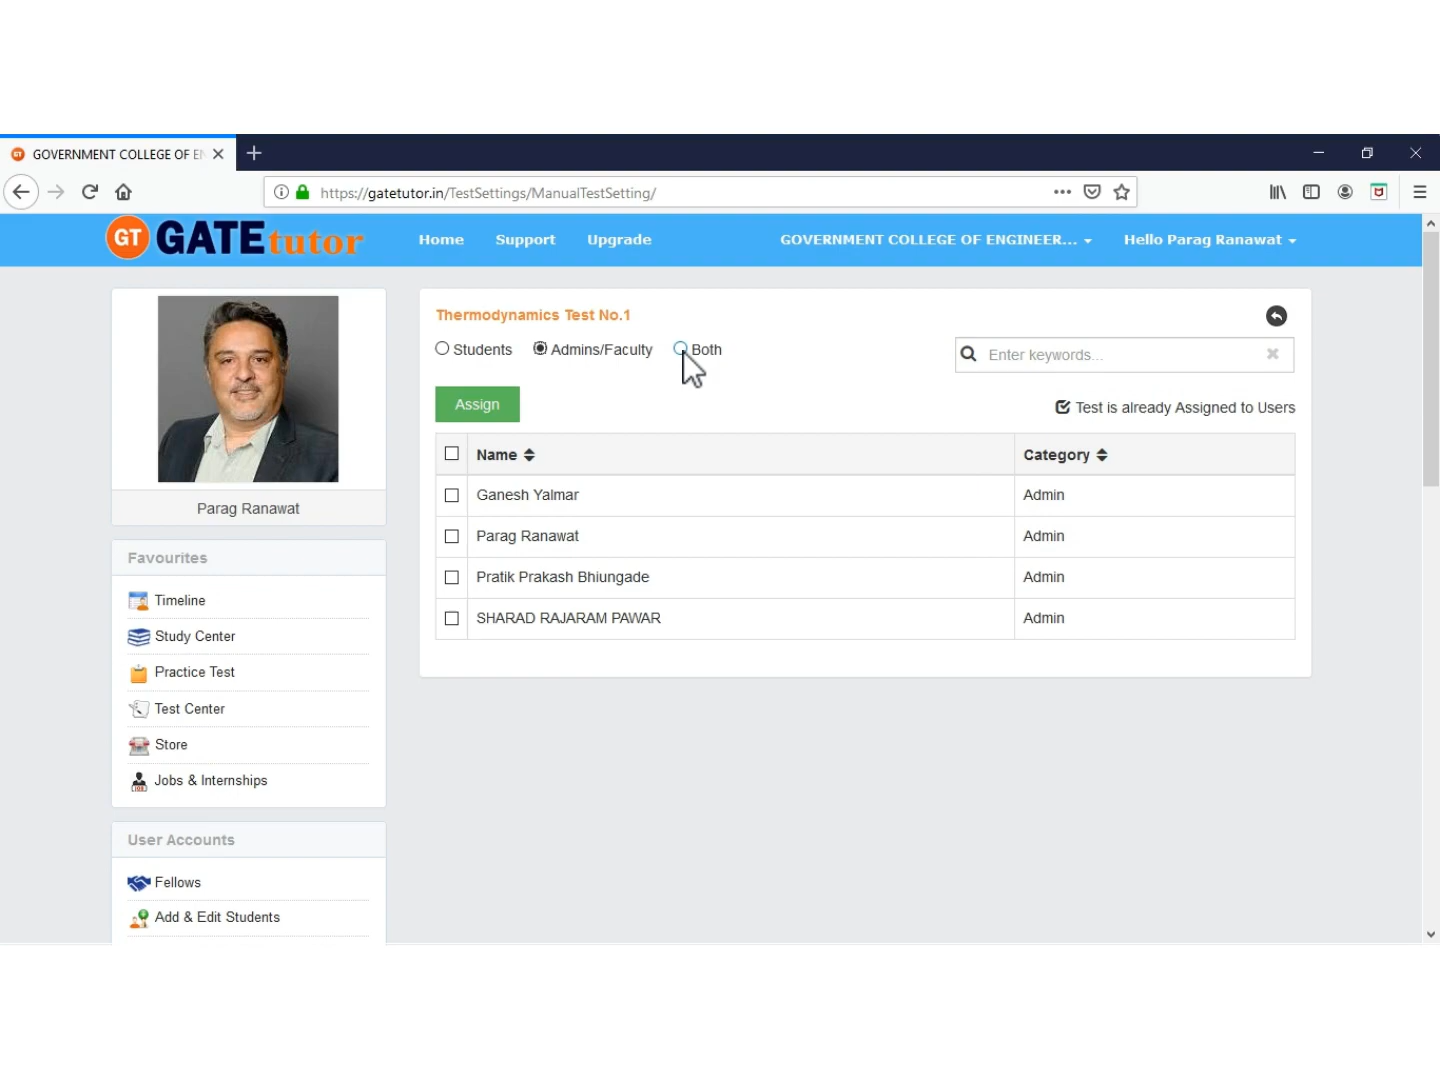 GT GOVERNMENT COLLEGE OF EN
https://gatetutor.in/TestSettings/ManualTestSetting/
GT GATEtutor Home Support Upgrade GOVERNMENT COLLEGE OF ENGINEER... Hello Parag Ranawat
Thermodynamics Test No.1
Students Admins/Faculty Both
Enter keywords...
Assign
Test is already Assigned to Users
Name Category
Ganesh Yalmar Admin
Parag Ranawat Admin
Pratik Prakash Bhiungade Admin
SHARAD RAJARAM PAWAR Admin
Parag Ranawat
Favourites
Timeline
Study Center
Practice Test
Test Center
Store
Jobs & Internships
User Accounts
Fellows
Add & Edit Students